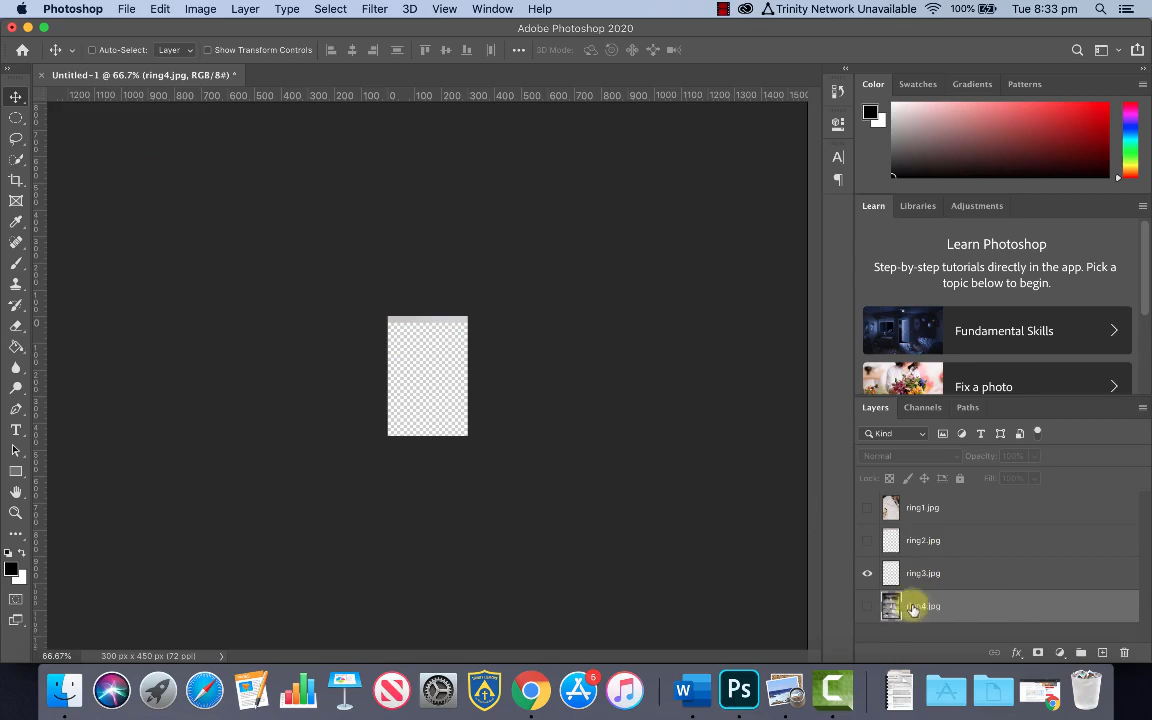 Photoshop File Edit Image Layer Type Select Filter 3D View Window Help 100% Trinity Network Unavailable 100% Tue 8:33 pm
Adobe Photoshop 2020
Auto-Select: Layer Show Transform Controls 3D Mode:
Untitled-1 @ 66.7% (ring4.jpg, RGB/8#) *
1200 1100 1000 900 800 700 600 500 400 300 200 100 0 100 200 300 400 500 600 700 800 900 1000 1100 1200 1300 1400 1500
Color Swatches Gradients Patterns
Learn Libraries Adjustments
Learn Photoshop
Step-by-step tutorials directly in the app. Pick a
topic below to begin.
Fundamental Skills
Fix a photo
Layers Channels Paths
Kind
Normal Opacity: 100%
Lock: Fill: 100%
ring1.jpg
ring2.jpg
ring3.jpg
66.67% 300 px x 450 px (72 ppi)
5